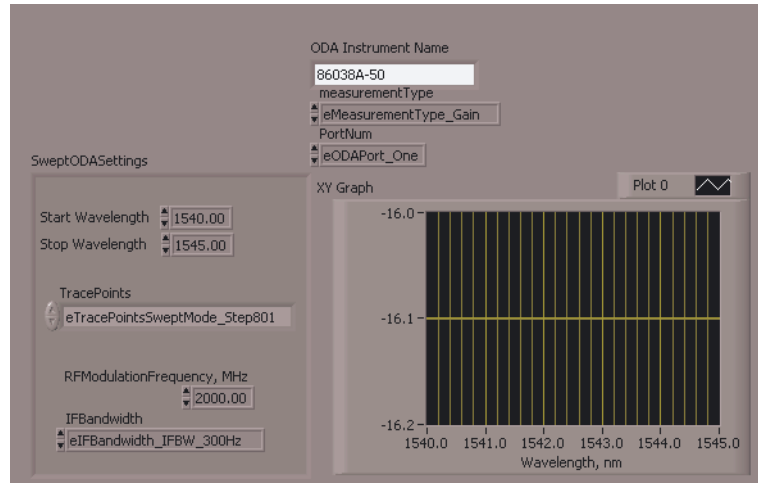 ODA Instrument Name
86038A-50
measurementType
eMeasurementType_Gain
PortNum
eODAPort_One
SweptODASettings
Start Wavelength 1540.00
Stop Wavelength 1545.00
TracePoints
eTracePointsSweptMode_Step801
RFModulationFrequency, MHz
2000.00
IFBandwidth
eIFBandwidth_IFBW_300Hz
XY Graph
Plot 0
-16.0
-16.1
-16.2
1540.0 1541.0 1542.0 1543.0 1544.0 1545.0
Wavelength, nm